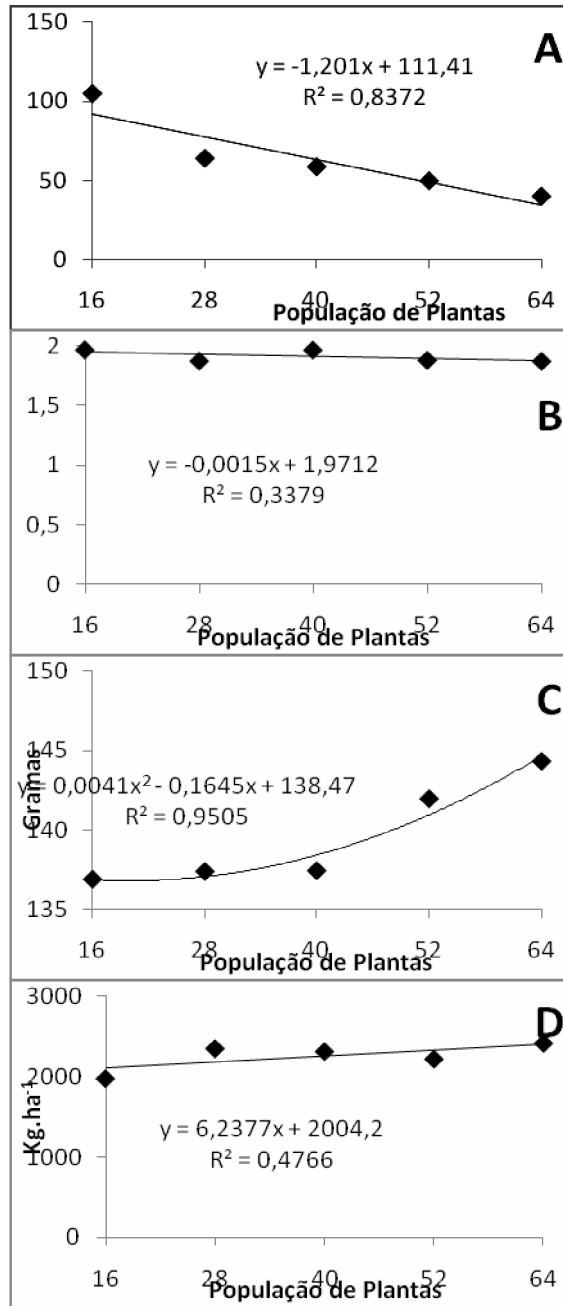 150
100
50
0
y = -1,201x + 111,41
R² = 0,8372
A
16 28 40 52 64
População de Plantas
2
1,5
1
0,5
0
B
y = -0,0015x + 1,9712
R² = 0,3379
16 28 40 52 64
População de Plantas
150
145
140
135
Gramas
C
y = 0,0041x² - 0,1645x + 138,47
R² = 0,9505
16 28 40 52 64
População de Plantas
3000
2000
1000
0
Kg.ha⁻¹
D
y = 6,2377x + 2004,2
R² = 0,4766
16 28 40 52 64
População de Plantas